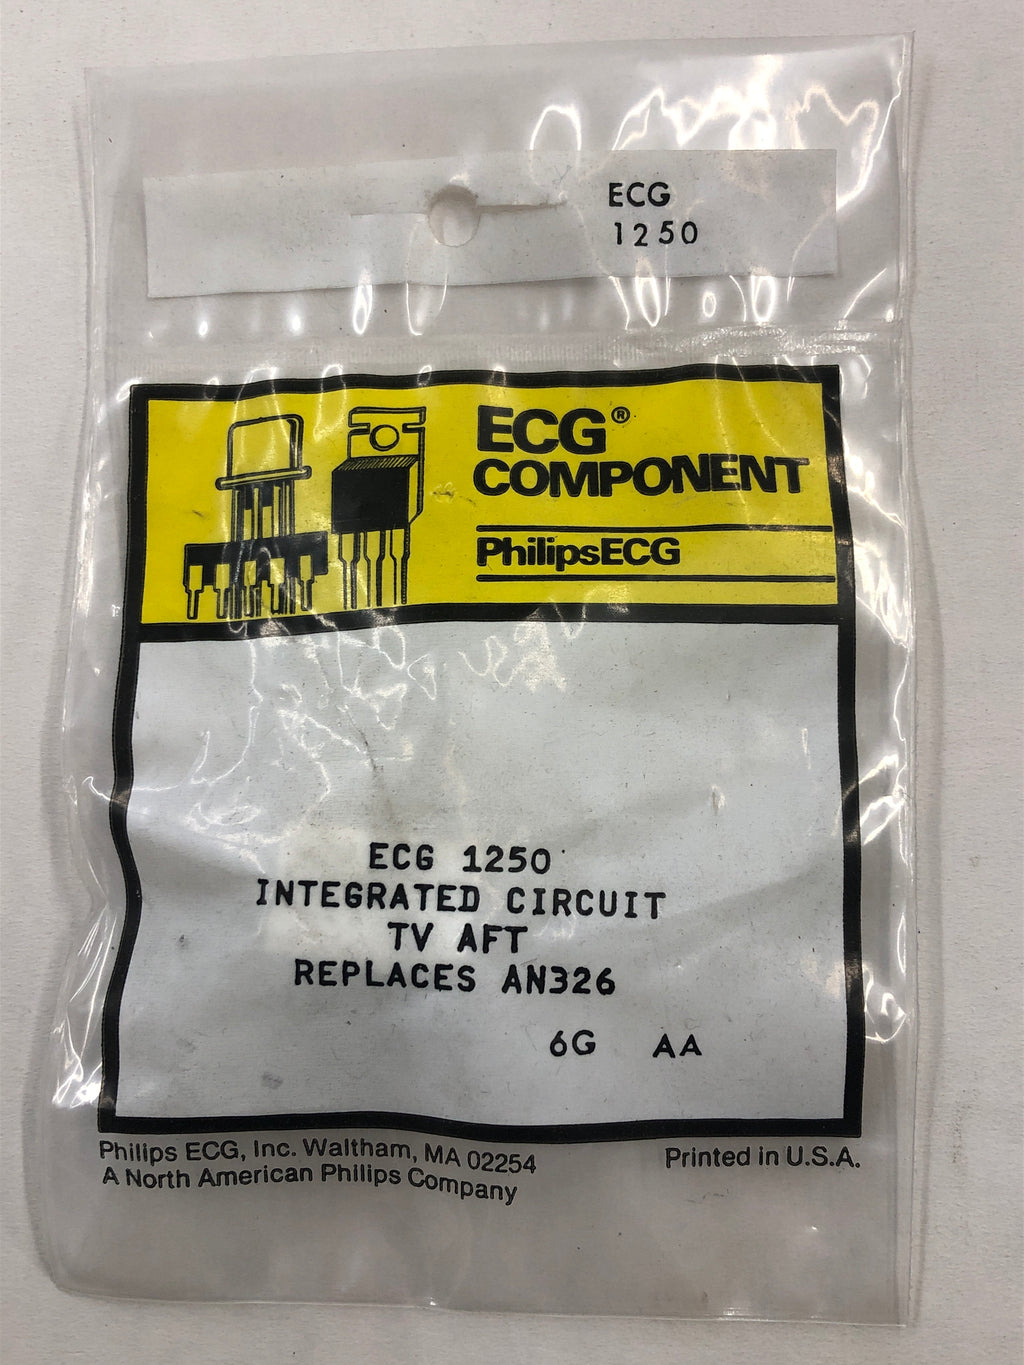 ECG
1250
ECG®
COMPONENT
PhilipsECG
ECG 1250
INTEGRATED CIRCUIT
TV AFT
REPLACES AN326
6G AA
Philips ECG, Inc. Waltham, MA 02254
A North American Philips Company
Printed in U.S.A.